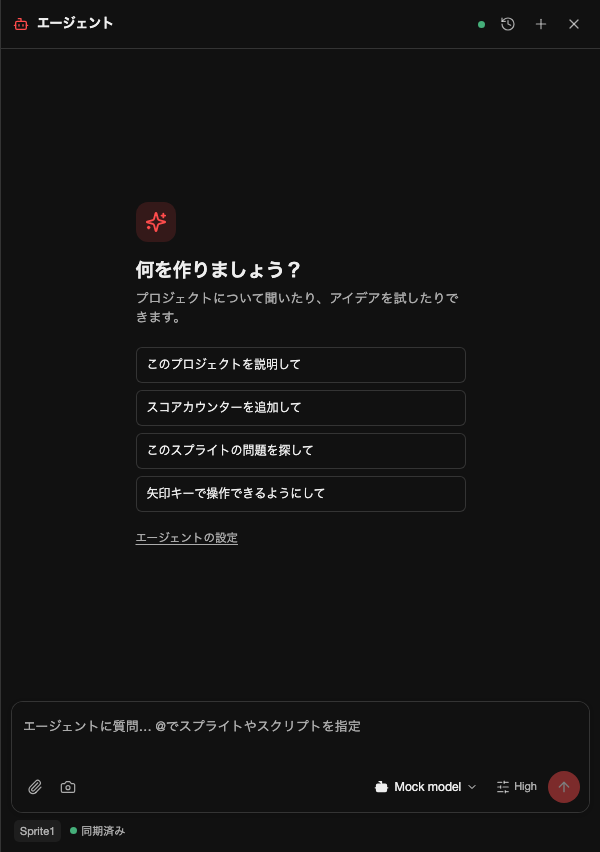 エージェント
何を作りましょう？
プロジェクトについて聞いたり、アイデアを試したりで
きます。
このプロジェクトを説明して
スコアカウンターを追加して
このスプライトの問題を探して
矢印キーで操作できるようにして
エージェントの設定
エージェントに質問... @でスプライトやスクリプトを指定
Mock model High
Sprite1 同期済み